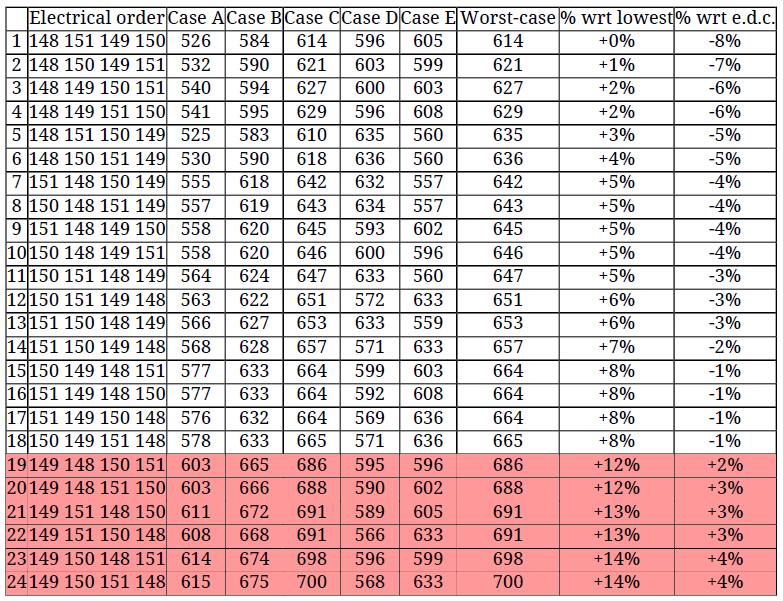 Electrical order Case A Case B Case C Case D Case E Worst-case % wrt lowest % wrt e.d.c.
1 148 151 149 150 526 584 614 596 605 614 +0% -8%
2 148 150 149 151 532 590 621 603 599 621 +1% -7%
3 148 149 150 151 540 594 627 600 603 627 +2% -6%
4 148 149 151 150 541 595 629 596 608 629 +2% -6%
5 148 151 150 149 525 583 610 635 560 635 +3% -5%
6 148 150 151 149 530 590 618 636 560 636 +4% -5%
7 151 148 150 149 555 618 642 632 557 642 +5% -4%
8 150 148 151 149 557 619 643 634 557 643 +5% -4%
9 151 148 149 150 558 620 645 593 602 645 +5% -4%
10 150 148 149 151 558 620 646 600 596 646 +5% -4%
11 150 151 148 149 564 624 647 633 560 647 +5% -3%
12 150 151 149 148 563 622 651 572 633 651 +6% -3%
13 151 150 148 149 566 627 653 633 559 653 +6% -3%
14 151 150 149 148 568 628 657 571 633 657 +7% -2%
15 150 149 148 151 577 633 664 599 603 664 +8% -1%
16 151 149 148 150 577 633 664 592 608 664 +8% -1%
17 151 149 150 148 576 632 664 569 636 664 +8% -1%
18 150 149 151 148 578 633 665 571 636 665 +8% -1%
19 149 148 150 151 603 665 686 595 596 686 +12% +2%
20 149 148 151 150 603 666 688 590 602 688 +12% +3%
21 149 151 148 150 611 672 691 589 605 691 +13% +3%
22 149 151 150 148 608 668 691 566 633 691 +13% +3%
23 149 150 148 151 614 674 698 596 599 698 +14% +4%
24 149 150 151 148 615 675 700 568 633 700 +14% +4%